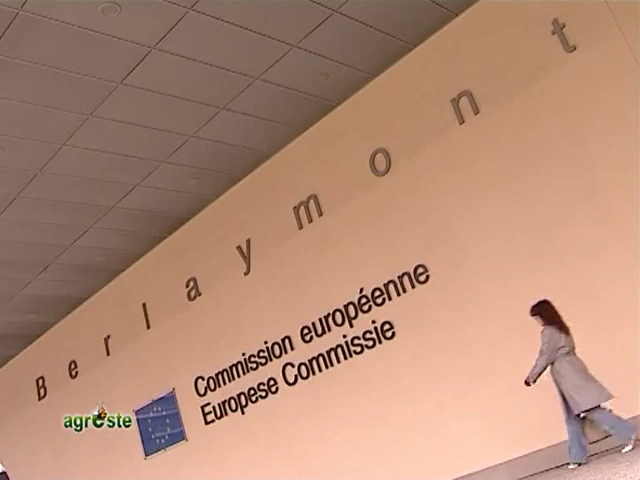 Berlaymont
Commission européenne
Europese Commissie
agreste